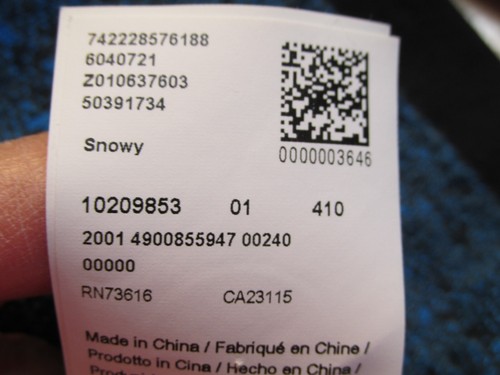 742228576188
6040721
Z010637603
50391734
0000003646
Snowy
10209853 01 410
2001 4900855947 00240
00000
RN73616 CA23115
Made in China / Fabriqué en Chine /
Prodotto in Cina / Hecho en China /